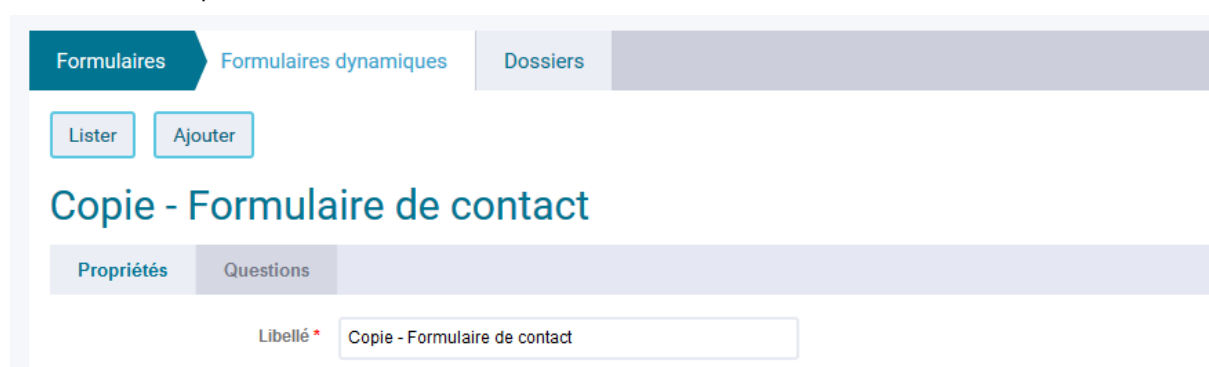 Formulaires Formulaires dynamiques Dossiers
Lister Ajouter
Copie - Formulaire de contact
Propriétés Questions
Libellé * Copie - Formulaire de contact